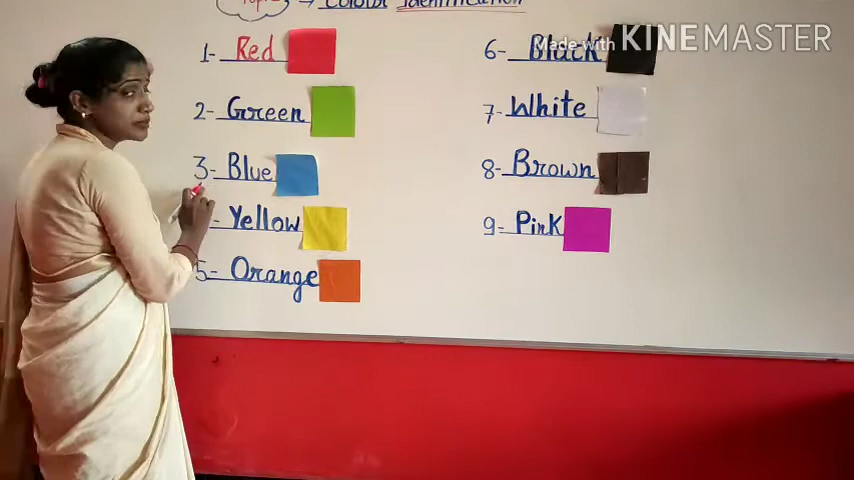 Topic → Colour Identification
1- Red
2- Green
3- Blue
- Yellow
5- Orange
6- Black
7- White
8- Brown
9- Pink
Made with KINEMASTER